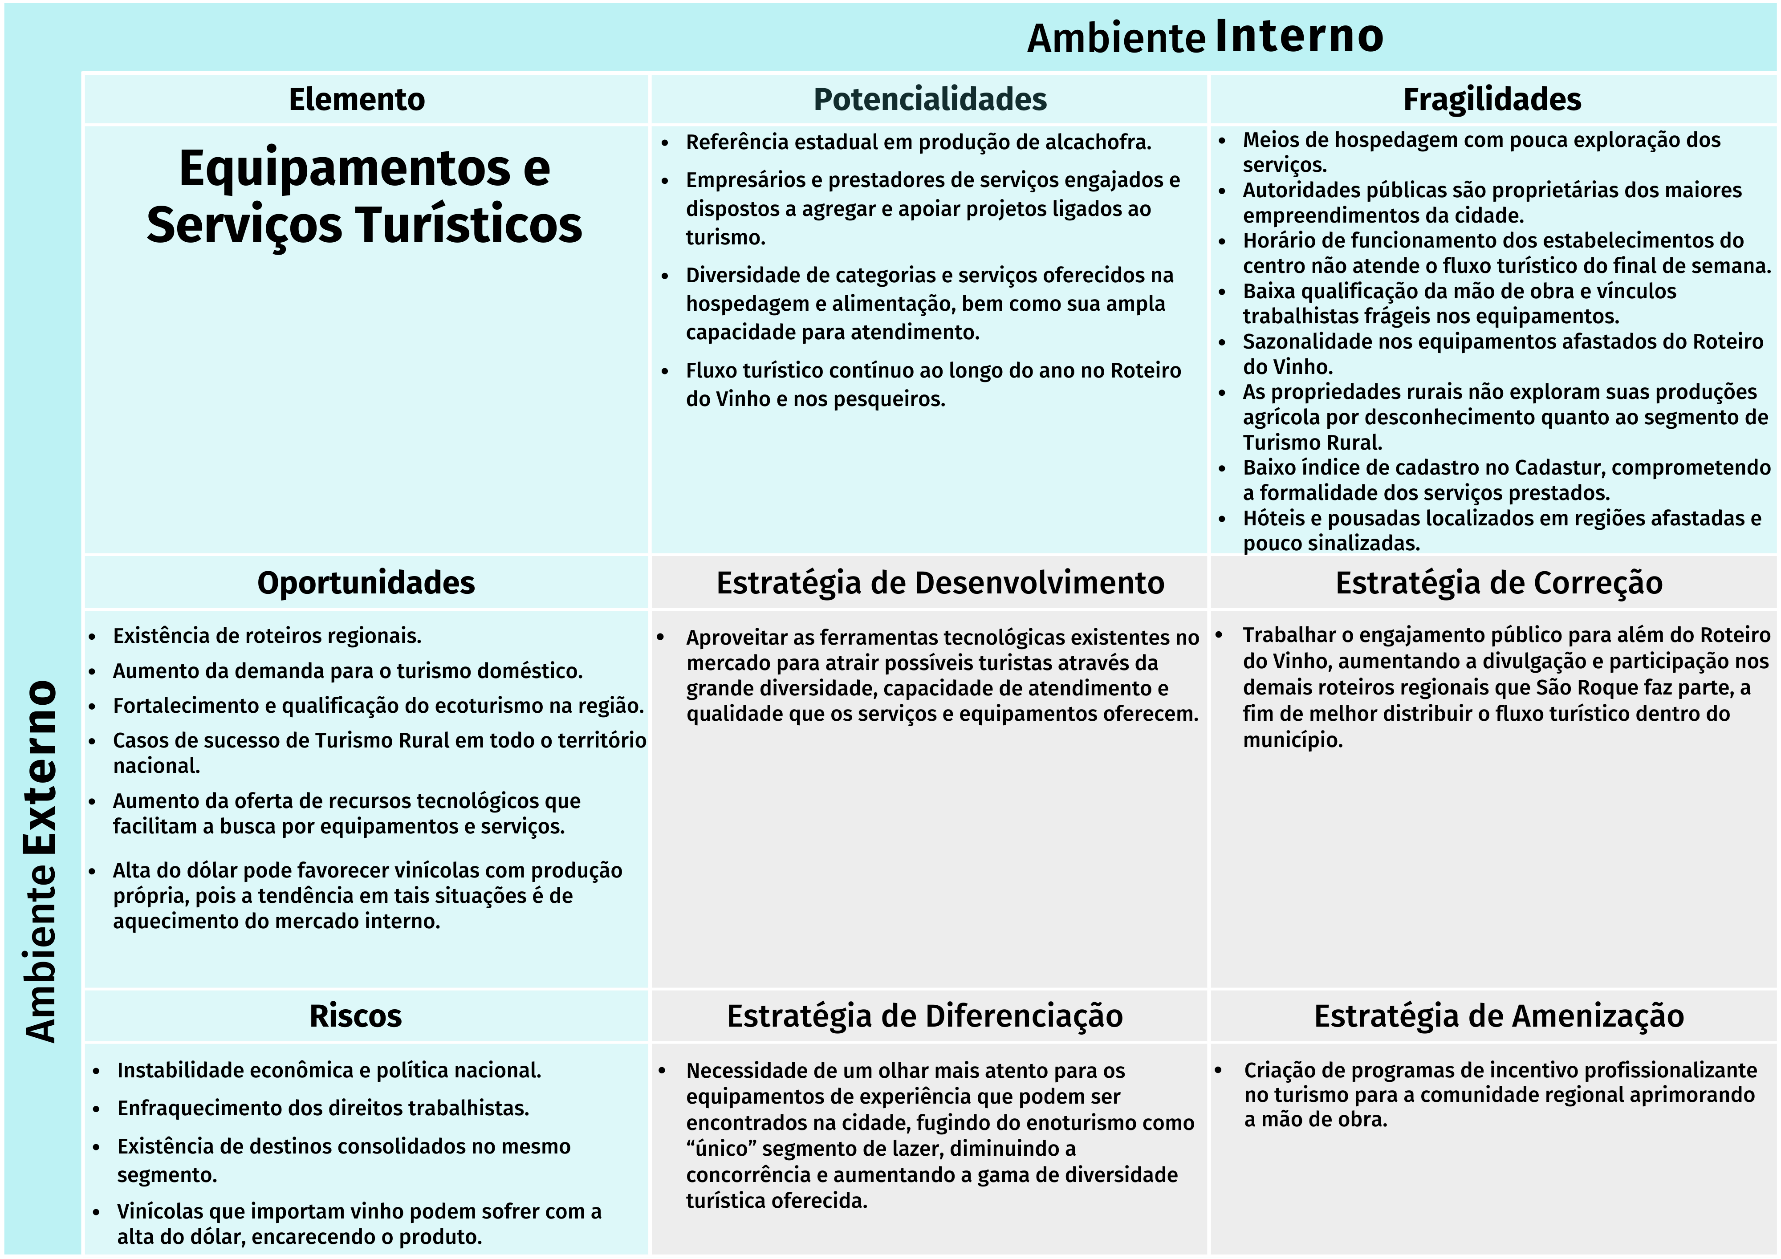 Ambiente Interno
Elemento
Potencialidades
Fragilidades
Equipamentos e
Serviços Turísticos
• Referência estadual em produção de alcachofra.
• Empresários e prestadores de serviços engajados e
dispostos a agregar e apoiar projetos ligados ao
turismo.
• Diversidade de categorias e serviços oferecidos na
hospedagem e alimentação, bem como sua ampla
capacidade para atendimento.
• Fluxo turístico contínuo ao longo do ano no Roteiro
do Vinho e nos pesqueiros.
• Meios de hospedagem com pouca exploração dos
serviços.
• Autoridades públicas são proprietárias dos maiores
empreendimentos da cidade.
• Horário de funcionamento dos estabelecimentos do
centro não atende o fluxo turístico do final de semana.
• Baixa qualificação da mão de obra e vínculos
trabalhistas frágeis nos equipamentos.
• Sazonalidade nos equipamentos afastados do Roteiro
do Vinho.
• As propriedades rurais não exploram suas produções
agrícola por desconhecimento quanto ao segmento de
Turismo Rural.
• Baixo índice de cadastro no Cadastur, comprometendo
a formalidade dos serviços prestados.
• Hóteis e pousadas localizados em regiões afastadas e
pouco sinalizadas.
Ambiente Externo
Oportunidades
Estratégia de Desenvolvimento
Estratégia de Correção
• Existência de roteiros regionais.
• Aumento da demanda para o turismo doméstico.
• Fortalecimento e qualificação do ecoturismo na região.
• Casos de sucesso de Turismo Rural em todo o território
nacional.
• Aumento da oferta de recursos tecnológicos que
facilitam a busca por equipamentos e serviços.
• Alta do dólar pode favorecer vinícolas com produção
própria, pois a tendência em tais situações é de
aquecimento do mercado interno.
• Aproveitar as ferramentas tecnológicas existentes no
mercado para atrair possíveis turistas através da
grande diversidade, capacidade de atendimento e
qualidade que os serviços e equipamentos oferecem.
• Trabalhar o engajamento público para além do Roteiro
do Vinho, aumentando a divulgação e participação nos
demais roteiros regionais que São Roque faz parte, a
fim de melhor distribuir o fluxo turístico dentro do
município.
Riscos
Estratégia de Diferenciação
Estratégia de Amenização
• Instabilidade econômica e política nacional.
• Enfraquecimento dos direitos trabalhistas.
• Existência de destinos consolidados no mesmo
segmento.
• Vinícolas que importam vinho podem sofrer com a
alta do dólar, encarecendo o produto.
• Necessidade de um olhar mais atento para os
equipamentos de experiência que podem ser
encontrados na cidade, fugindo do enoturismo como
“único” segmento de lazer, diminuindo a
concorrência e aumentando a gama de diversidade
turística oferecida.
• Criação de programas de incentivo profissionalizante
no turismo para a comunidade regional aprimorando
a mão de obra.